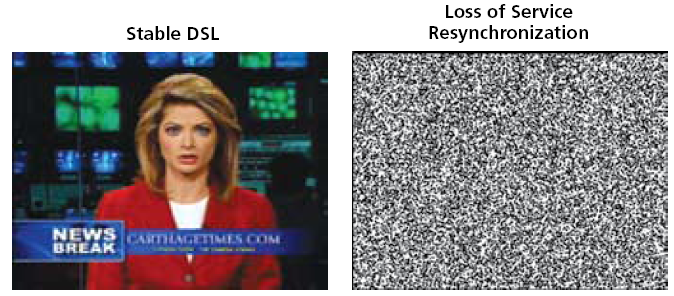 Stable DSL
Loss of Service
Resynchronization
NEWS
BREAK
CARTHAGETIMES.COM